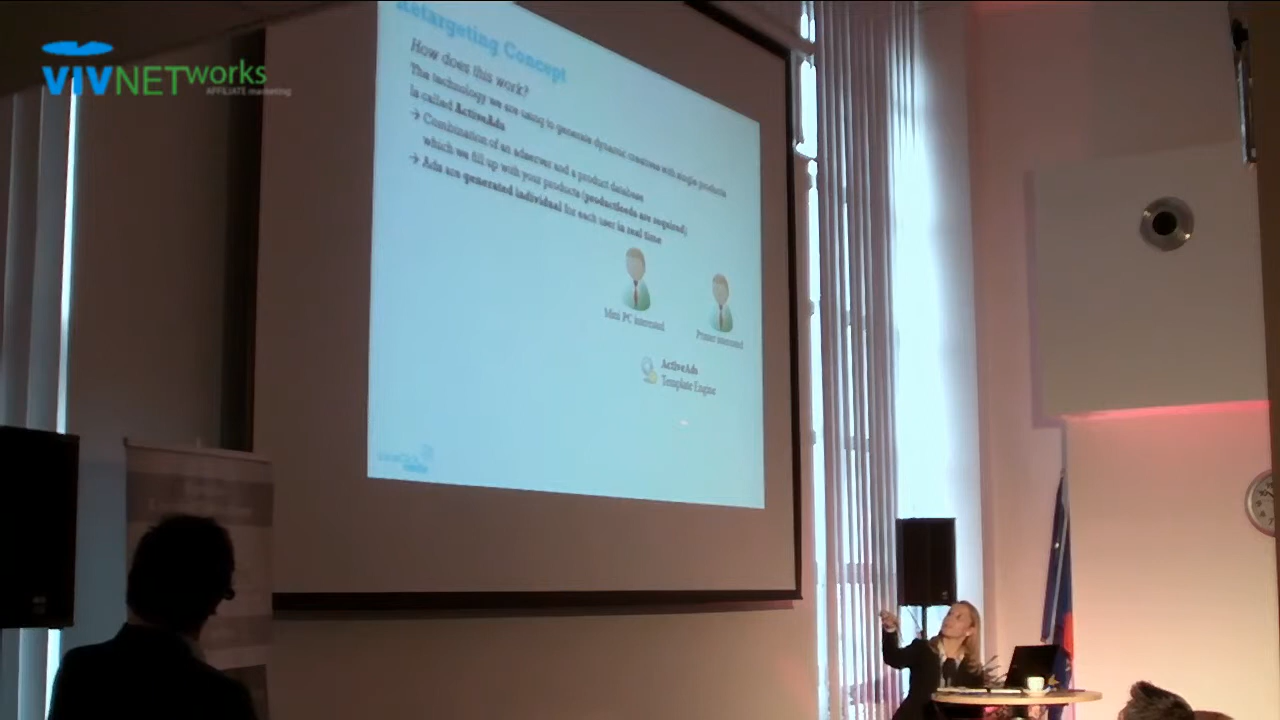 VIVNETworks
AFFILIATE marketing
Retargeting Concept
How does this work?
The technology we are using to generate dynamic creatives with single products
is called ActiveAds
→ Combination of an adserver and a product database
which we fill up with your products (productfeeds are required)
→ Ads are generated individual for each user in real time
Mini PC interested
Printer interested
ActiveAds
Template Engine